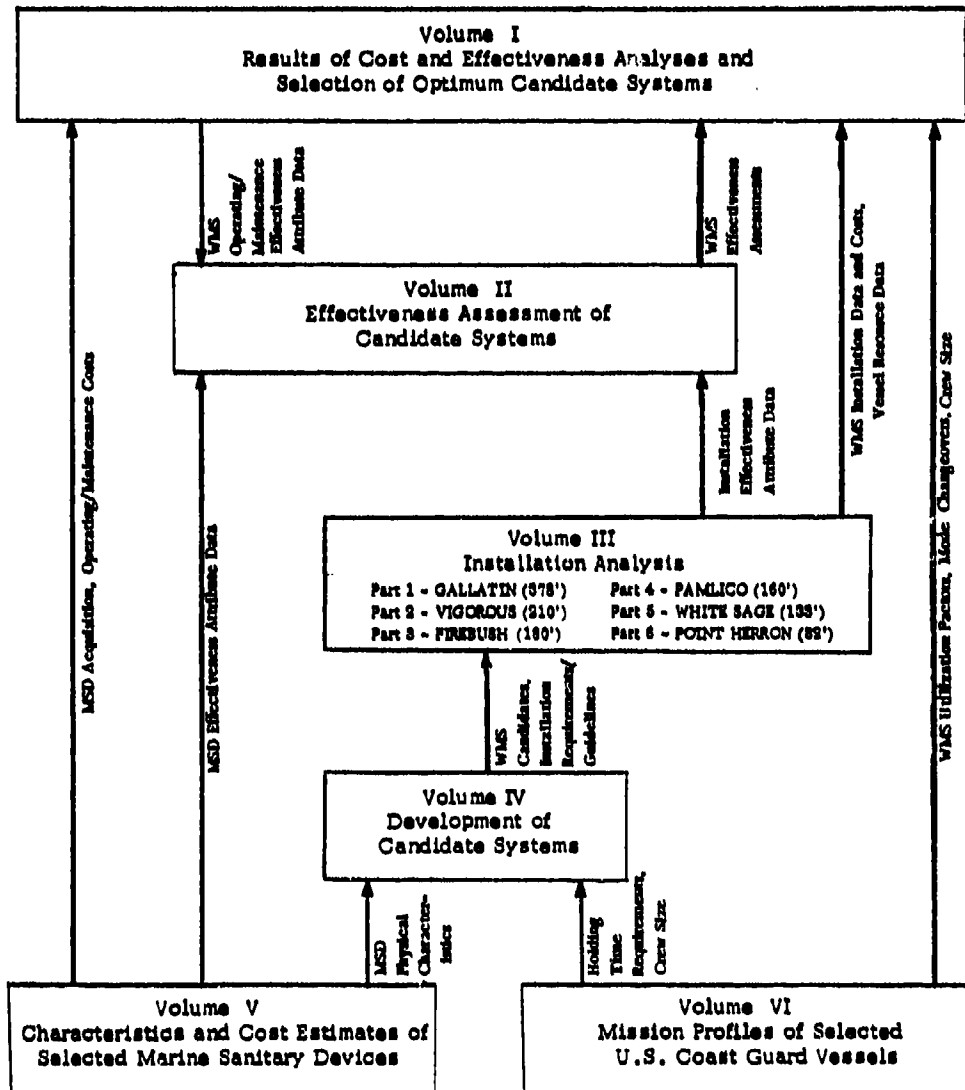 Volume I
Results of Cost and Effectiveness Analyses and
Selection of Optimum Candidate Systems
WMS
Operating/
Maintenance
Effectiveness
Attribute Data
WMS
Effectiveness
Assessments
WMS Installation Data and Costs,
Vessel Resource Data
Volume II
Effectiveness Assessment of
Candidate Systems
MSD Acquisition, Operating/Maintenance Costs
MSD Effectiveness Attribute Data
Installation
Effectiveness
Attribute Data
WMS Utilization Factors, Mode Changeovers, Crew Size
Volume III
Installation Analysis
Part 1 - GALLATIN (378')
Part 2 - VIGOROUS (210')
Part 3 - FIREBUSH (180')
Part 4 - PAMLICO (160')
Part 5 - WHITE SAGE (133')
Part 6 - POINT HERRON (82')
WMS
Candidates,
Installation
Requirements/
Guidelines
Volume IV
Development of
Candidate Systems
MSD
Physical
Character-
istics
Holding
Time
Requirements,
Crew Size
Volume V
Characteristics and Cost Estimates of
Selected Marine Sanitary Devices
Volume VI
Mission Profiles of Selected
U.S. Coast Guard Vessels